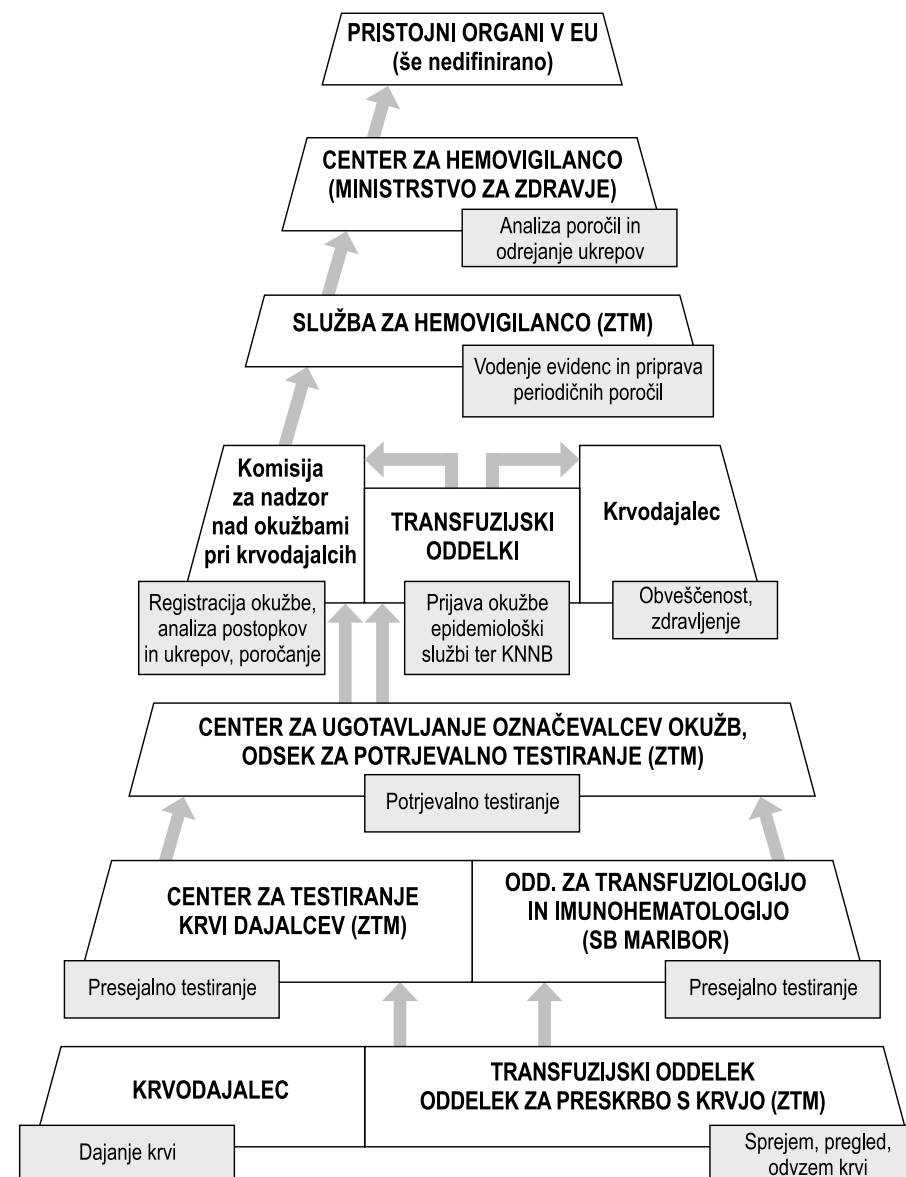 PRISTOJNI ORGANI V EU
(še nedifinirano)
CENTER ZA HEMOVIGILANCO
(MINISTRSTVO ZA ZDRAVJE)
Analiza poročil in
odrejanje ukrepov
SLUŽBA ZA HEMOVIGILANCO (ZTM)
Vodenje evidenc in priprava
periodičnih poročil
Komisija
za nadzor
nad okužbami
pri krvodajalcih
TRANSFUZIJSKI
ODDELKI
Krvodajalec
Registracija okužbe,
analiza postopkov
in ukrepov, poročanje
Prijava okužbe
epidemiološki
službi ter KNNB
Obveščenost,
zdravljenje
CENTER ZA UGOTAVLJANJE OZNAČEVALCEV OKUŽB,
ODSEK ZA POTRJEVALNO TESTIRANJE (ZTM)
Potrjevalno testiranje
CENTER ZA TESTIRANJE
KRVI DAJALCEV (ZTM)
ODD. ZA TRANSFUZIOLOGIJO
IN IMUNOHEMATOLOGIJO
(SB MARIBOR)
Presejalno testiranje
Presejalno testiranje
KRVODAJALEC
TRANSFUZIJSKI ODDELEK
ODDELEK ZA PRESKRBO S KRVJO (ZTM)
Dajanje krvi
Sprejem, pregled,
odvzem krvi